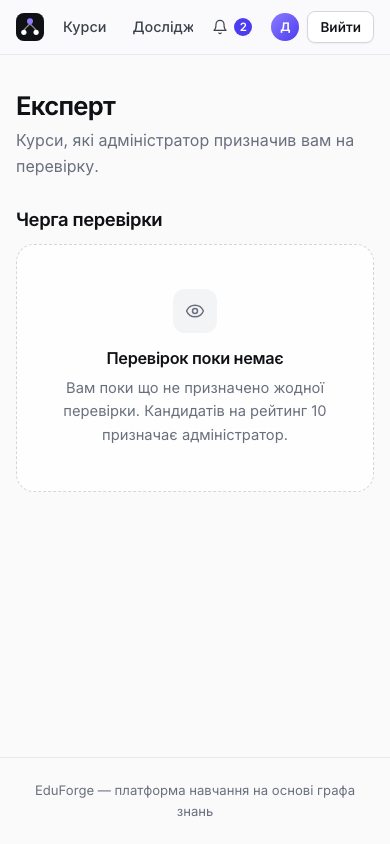 Курси Дослідж 2 Д Вийти
Експерт
Курси, які адміністратор призначив вам на
перевірку.
Черга перевірки
Перевірок поки немає
Вам поки що не призначено жодної
перевірки. Кандидатів на рейтинг 10
призначає адміністратор.
EduForge — платформа навчання на основі графа
знань